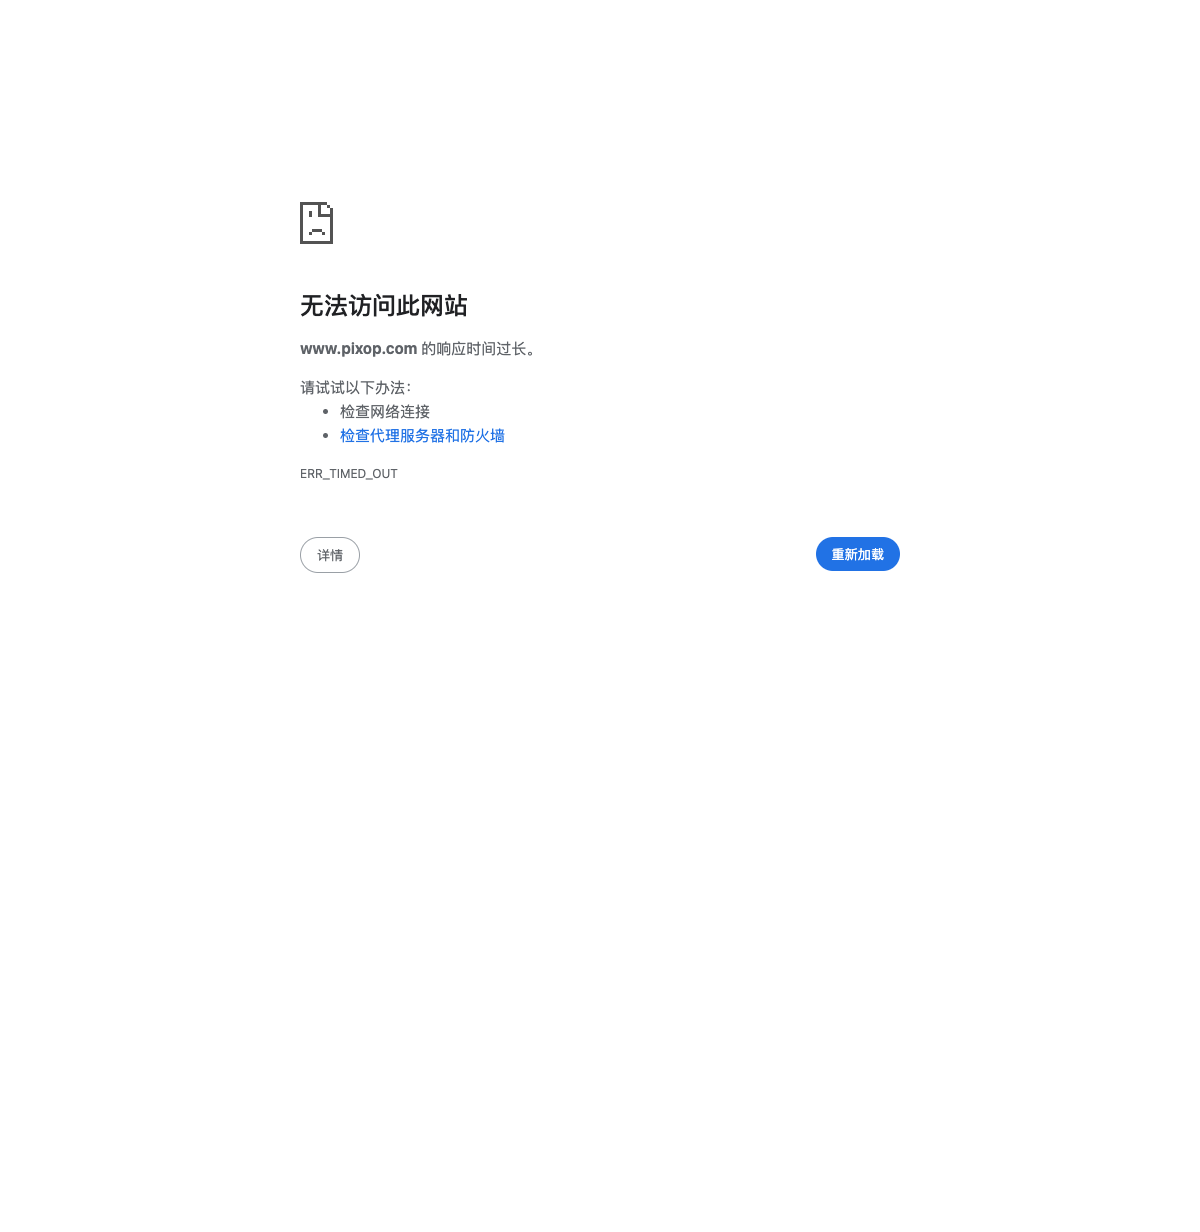 无法访问此网站
www.pixop.com 的响应时间过长。
请试试以下办法：
检查网络连接
检查代理服务器和防火墙
ERR_TIMED_OUT
详情
重新加载